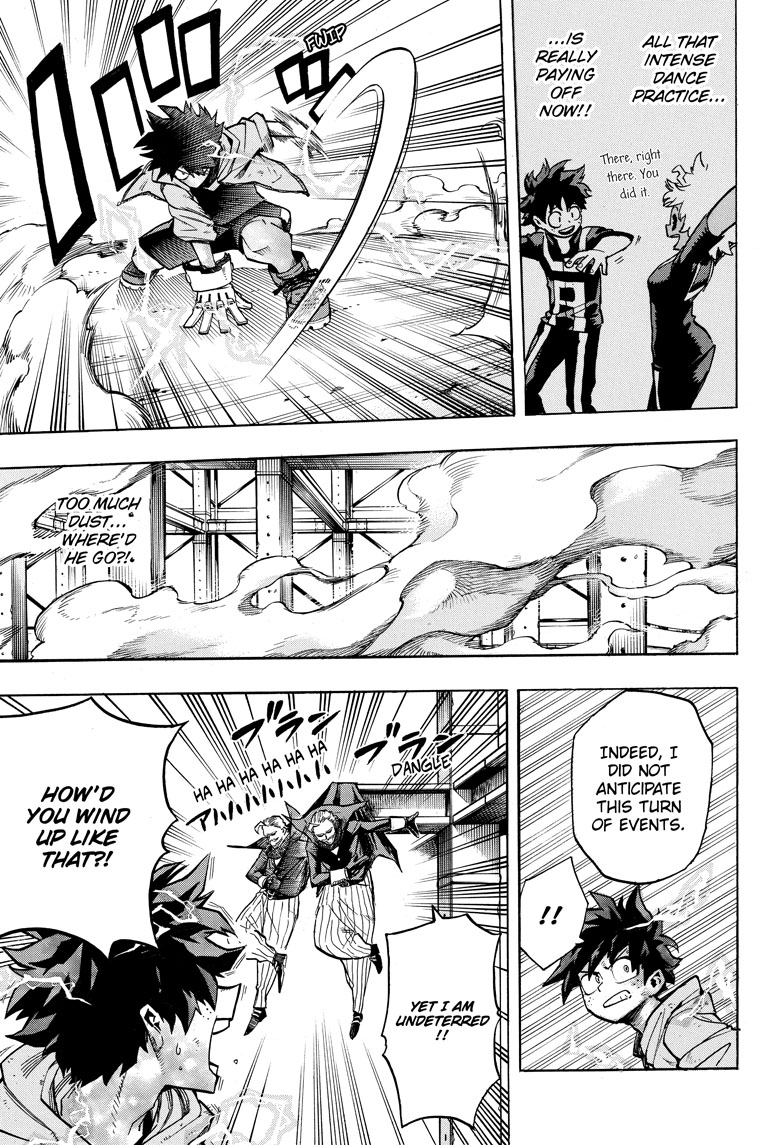 ALL THAT
INTENSE
DANCE
PRACTICE...
...IS
REALLY
PAYING
OFF
NOW!!
There, right
there. You
did it.
FWIP
TOO MUCH
DUST...
WHERE'D
HE GO?!
INDEED, I
DID NOT
ANTICIPATE
THIS TURN
OF EVENTS.
!!
ブラン
ブラン
DANGLE
HA HA HA HA HA HA HA
アハハハハハハ
YET I AM
UNDETERRED
!!
HOW'D
YOU WIND
UP LIKE
THAT?!